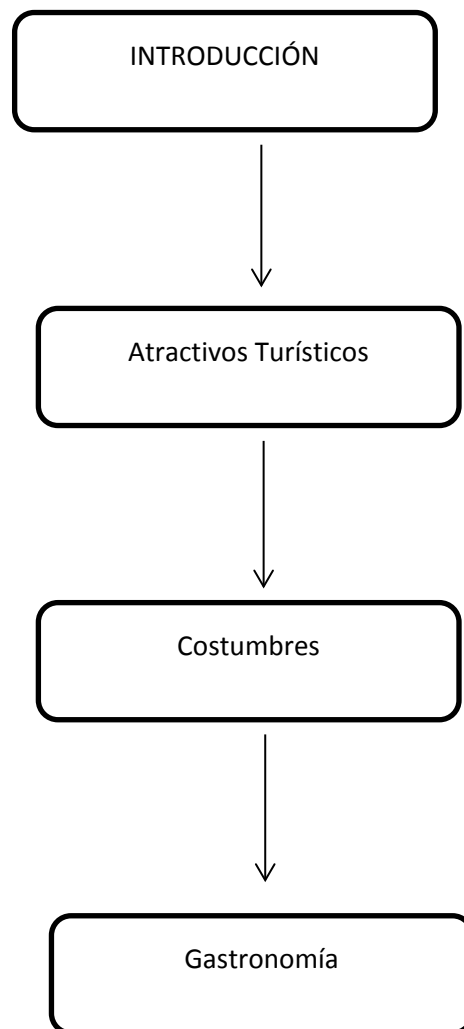 INTRODUCCIÓN
Atractivos Turísticos
Costumbres
Gastronomía